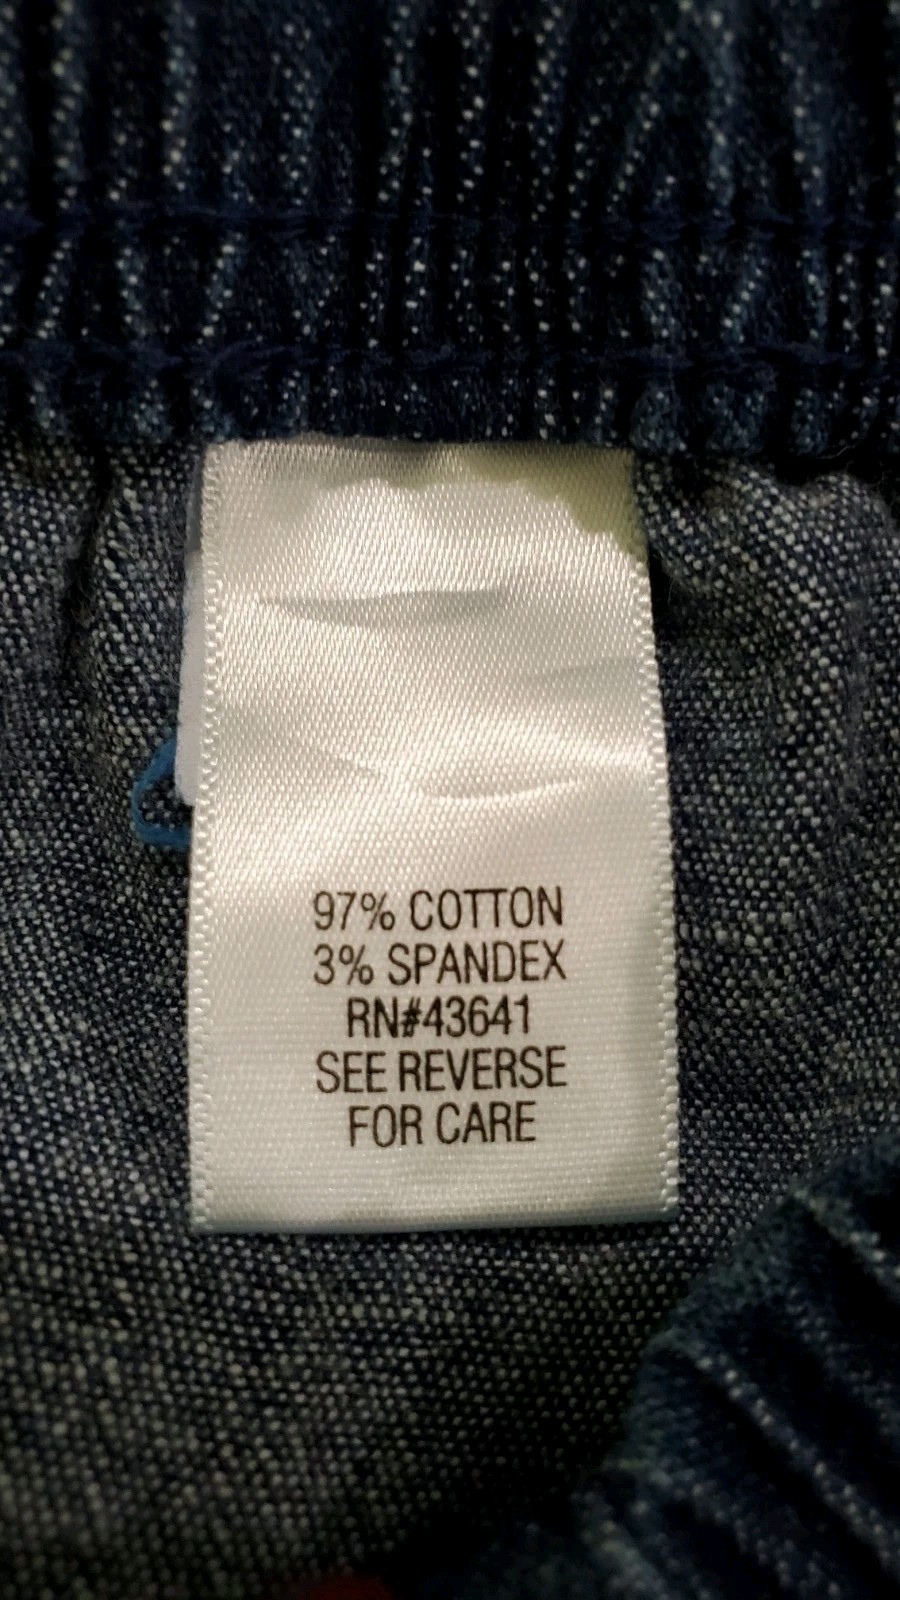 97% COTTON
3% SPANDEX
RN#43641
SEE REVERSE
FOR CARE